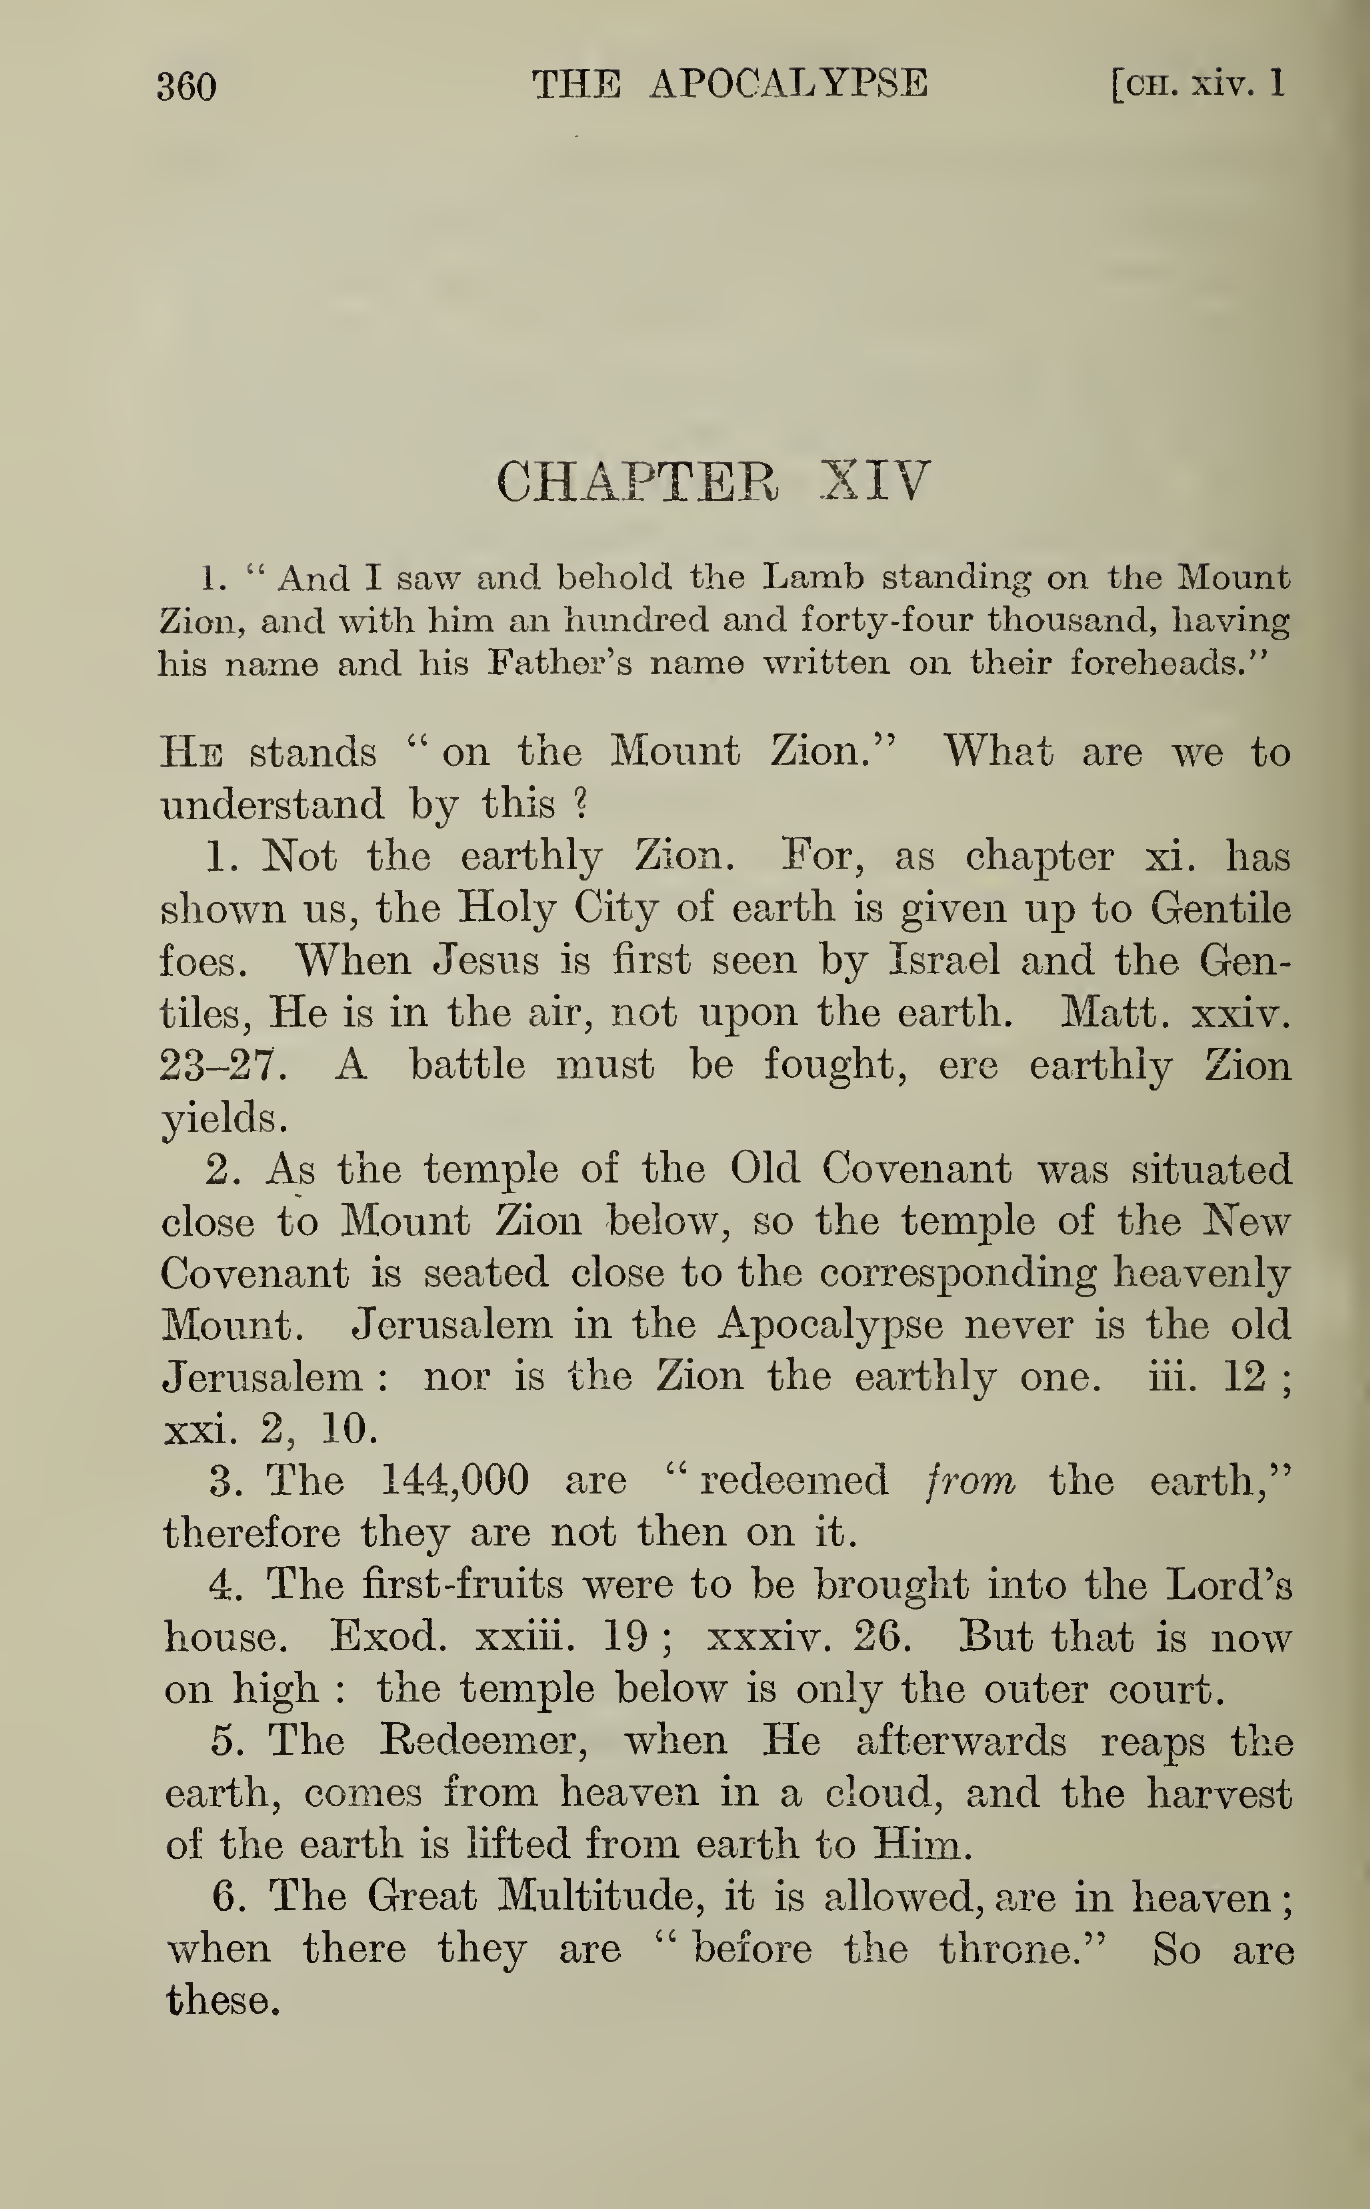 360 THE APOCALYPSE [CH. xiv. 1
CHAPTER XIV
1. “ And I saw and behold the Lamb standing on the Mount
Zion, and with him an hundred and forty-four thousand, having
his name and his Father’s name written on their foreheads.”
HE stands “ on the Mount Zion.” What are we to
understand by this ?
1. Not the earthly Zion. For, as chapter xi. has
shown us, the Holy City of earth is given up to Gentile
foes. When Jesus is first seen by Israel and the Gen-
tiles, He is in the air, not upon the earth. Matt. xxiv.
23–27. A battle must be fought, ere earthly Zion
yields.
2. As the temple of the Old Covenant was situated
close to Mount Zion below, so the temple of the New
Covenant is seated close to the corresponding heavenly
Mount. Jerusalem in the Apocalypse never is the old
Jerusalem : nor is the Zion the earthly one. iii. 12 ;
xxi. 2, 10.
3. The 144,000 are “ redeemed from the earth,”
therefore they are not then on it.
4. The first-fruits were to be brought into the Lord’s
house. Exod. xxiii. 19 ; xxxiv. 26. But that is now
on high : the temple below is only the outer court.
5. The Redeemer, when He afterwards reaps the
earth, comes from heaven in a cloud, and the harvest
of the earth is lifted from earth to Him.
6. The Great Multitude, it is allowed, are in heaven ;
when there they are “ before the throne.” So are
these.